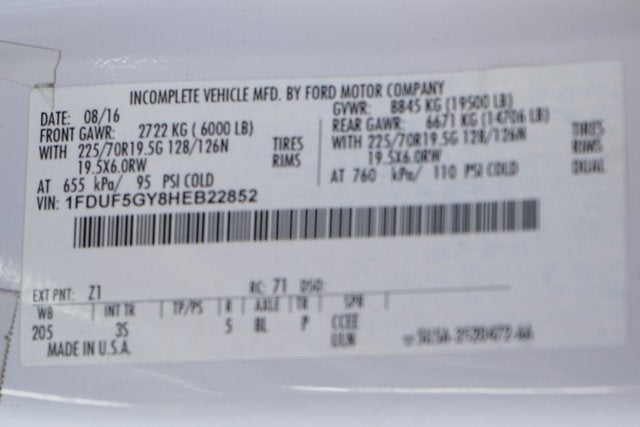 INCOMPLETE VEHICLE MFD. BY FORD MOTOR COMPANY
DATE: 08/16 GVWR: 8845 KG (19500 LB)
FRONT GAWR: 2722 KG ( 6000 LB) REAR GAWR: 6671 KG (14706 LB)
WITH 225/70R19.5G 128/126N TIRES WITH 225/70R19.5G 128/126N TIRES
19.5X6.0RW RIMS 19.5X6.0RW RIMS
AT 655 kPa/ 95 PSI COLD AT 760 kPa/ 110 PSI COLD DUAL
VIN: 1FDUF5GY8HEB22852
EXT PNT: Z1 RC: 71 DSO
WB INT TR TP/PS R AXLE TR SPR
205 3S 5 BL P CCEE
MADE IN U.S.A. UUW